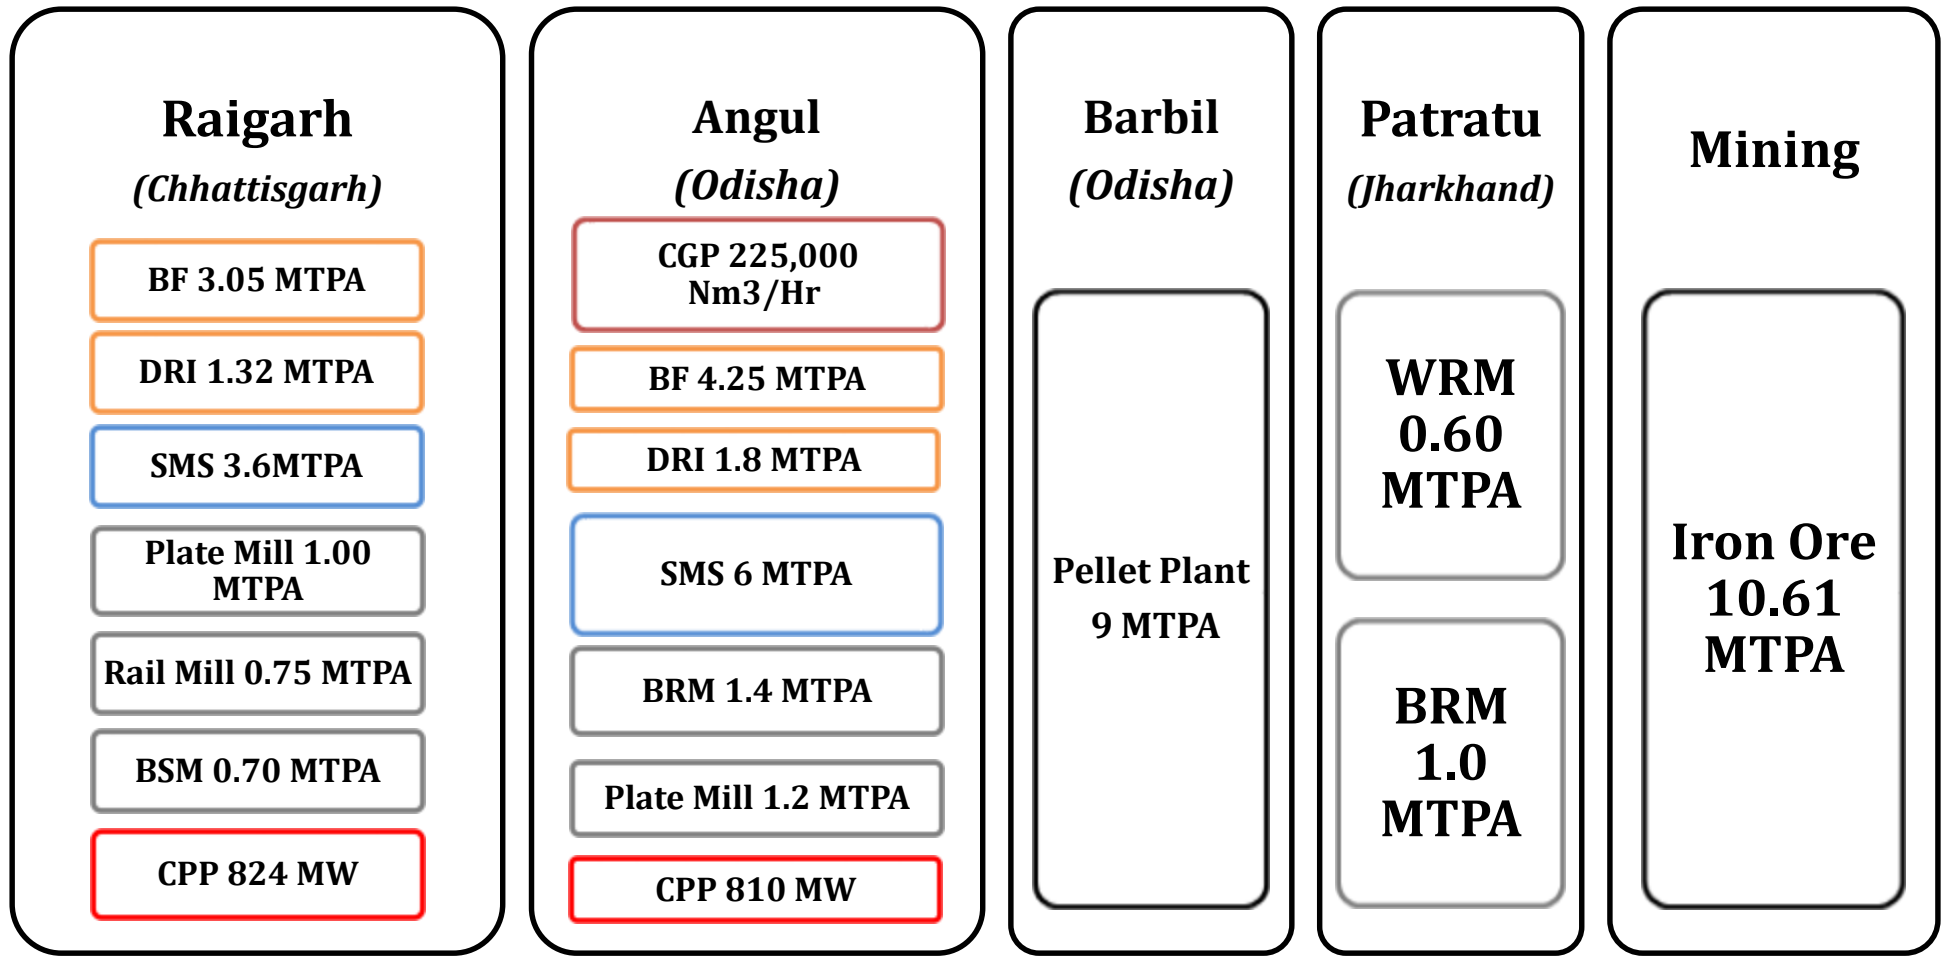 Raigarh
(Chhattisgarh)
BF 3.05 MTPA
DRI 1.32 MTPA
SMS 3.6MTPA
Plate Mill 1.00
MTPA
Rail Mill 0.75 MTPA
BSM 0.70 MTPA
CPP 824 MW
Angul
(Odisha)
CGP 225,000
Nm3/Hr
BF 4.25 MTPA
DRI 1.8 MTPA
SMS 6 MTPA
BRM 1.4 MTPA
Plate Mill 1.2 MTPA
CPP 810 MW
Barbil
(Odisha)
Pellet Plant
9 MTPA
Patratu
(Jharkhand)
WRM
0.60
MTPA
BRM
1.0
MTPA
Mining
Iron Ore
10.61
MTPA